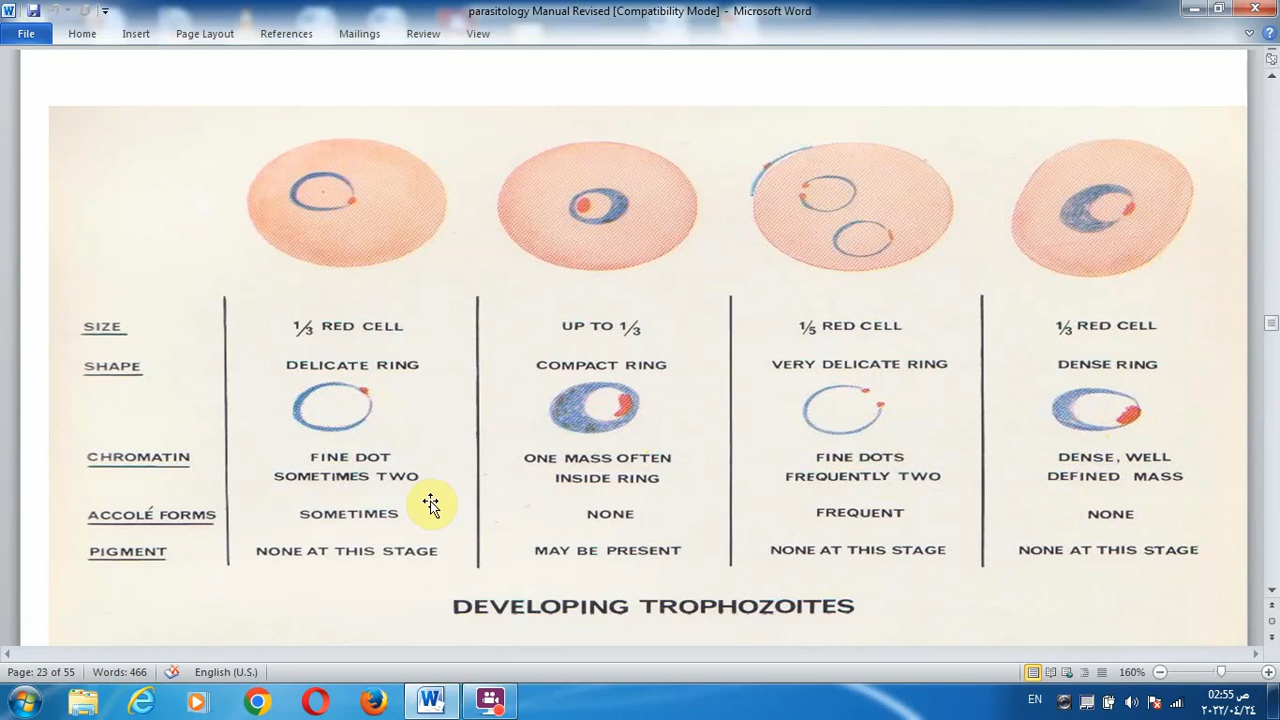 parasitology Manual Revised [Compatibility Mode] - Microsoft Word
File Home Insert Page Layout References Mailings Review View
SIZE 1/3 RED CELL UP TO 1/3 1/5 RED CELL 1/3 RED CELL
SHAPE DELICATE RING COMPACT RING VERY DELICATE RING DENSE RING
CHROMATIN FINE DOT ONE MASS OFTEN FINE DOTS DENSE, WELL
SOMETIMES TWO INSIDE RING FREQUENTLY TWO DEFINED MASS
ACCOLÉ FORMS SOMETIMES NONE FREQUENT NONE
PIGMENT NONE AT THIS STAGE MAY BE PRESENT NONE AT THIS STAGE NONE AT THIS STAGE
DEVELOPING TROPHOZOITES
Page: 23 of 55 Words: 466 English (U.S.) 160%
EN 02:55 ص
٢٠٢٢/٠٤/٢٤